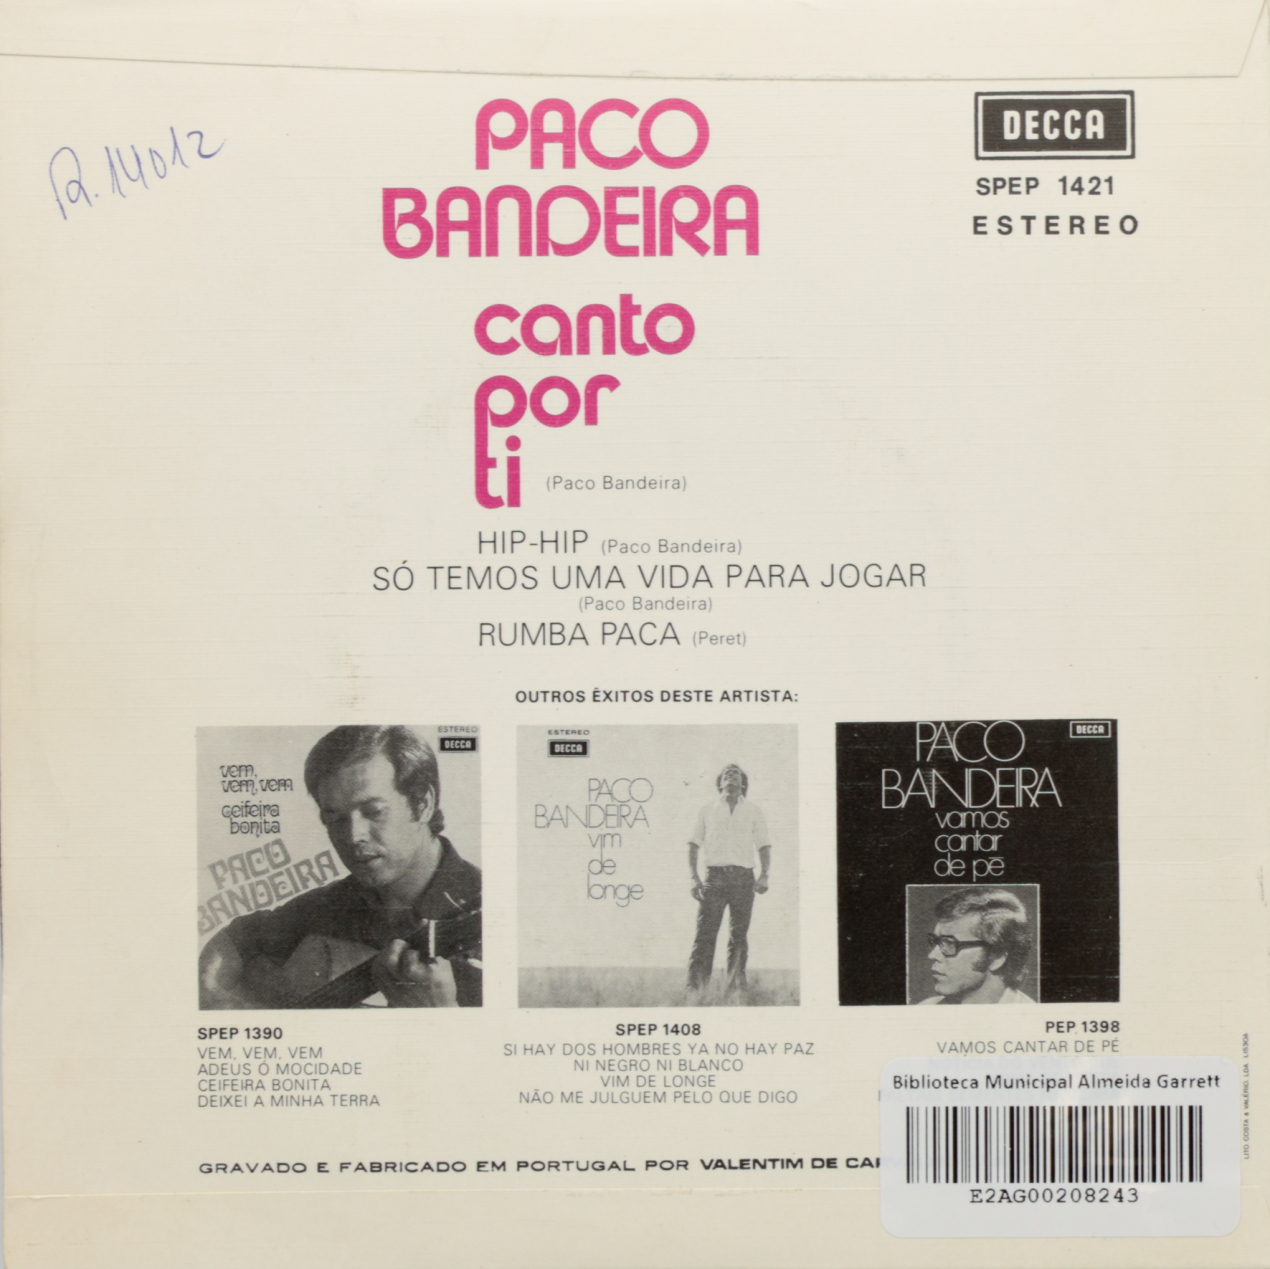 R.14012
PACO
BANDEIRA
DECCA
SPEP 1421
ESTEREO
canto
por
ti (Paco Bandeira)
HIP-HIP (Paco Bandeira)
SÓ TEMOS UMA VIDA PARA JOGAR
(Paco Bandeira)
RUMBA PACA (Peret)
OUTROS ÊXITOS DESTE ARTISTA:
ESTEREO
DECCA
vem,
vem, vem
ceifeira
bonita
PACO
BANDEIRA
SPEP 1390
VEM, VEM, VEM
ADEUS Ó MOCIDADE
CEIFEIRA BONITA
DEIXEI A MINHA TERRA
ESTEREO
DECCA
PACO
BANDEIRA
vim
de
longe
SPEP 1408
SI HAY DOS HOMBRES YA NO HAY PAZ
NI NEGRO NI BLANCO
VIM DE LONGE
NÃO ME JULGUEM PELO QUE DIGO
DECCA
PACO
BANDEIRA
vamos
cantar
de pé
PEP 1398
VAMOS CANTAR DE PÉ
GRAVADO E FABRICADO EM PORTUGAL POR VALENTIM DE
Biblioteca Municipal Almeida Garrett
E2AG00208243
LITO COSTA & VALÉRIO, LDA. LISBOA